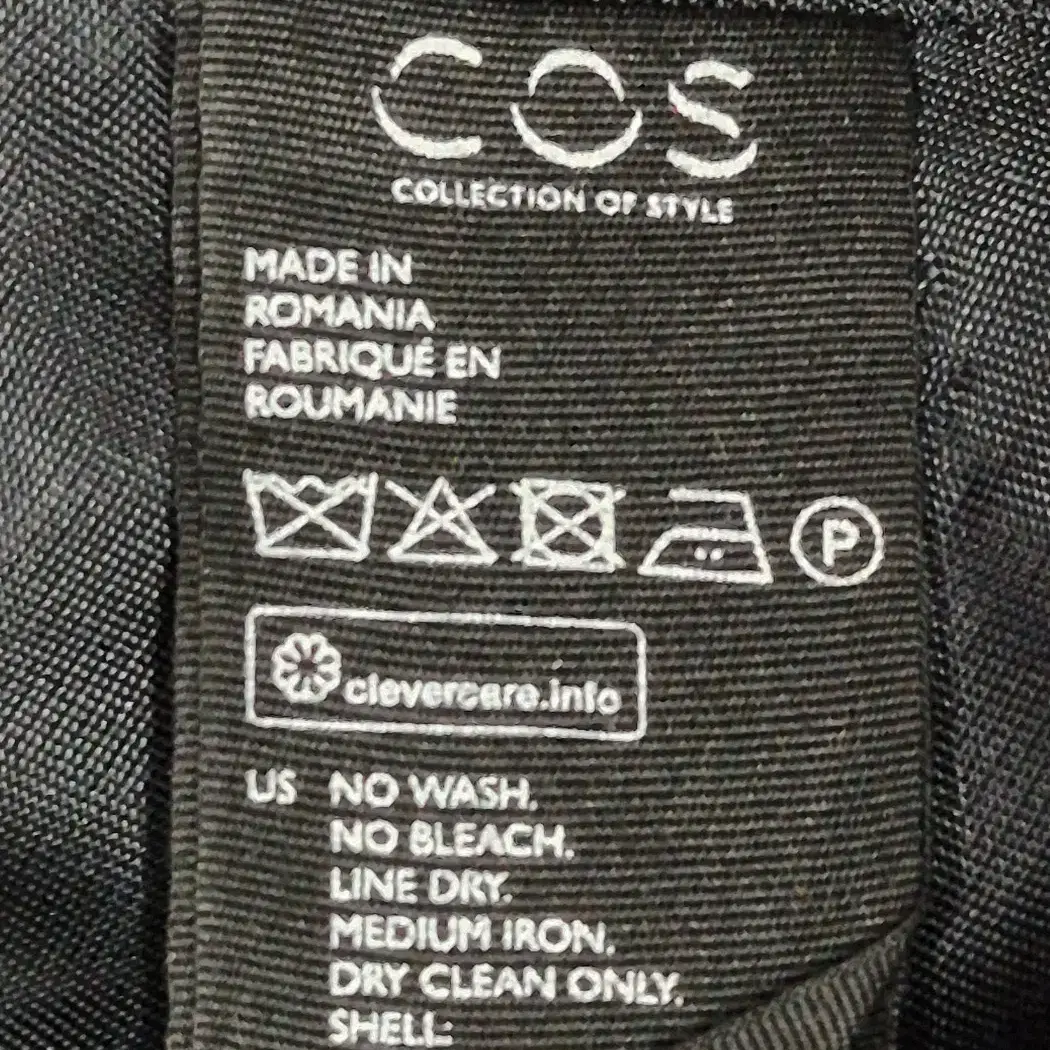 COS
COLLECTION OF STYLE
MADE IN
ROMANIA
FABRIQUÉ EN
ROUMANIE
P
clevercare.info
US NO WASH.
NO BLEACH.
LINE DRY.
MEDIUM IRON.
DRY CLEAN ONLY.
SHELL: